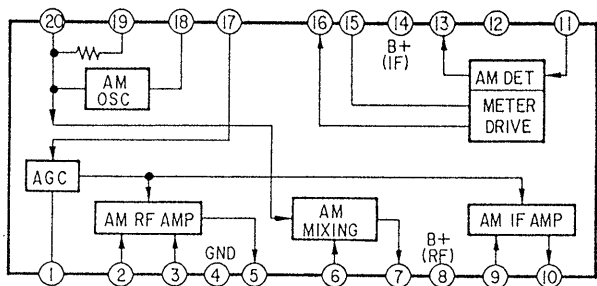 20 19 18 17 16 15 14 13 12 11
B+
(IF)
AM
OSC
AM DET
METER
DRIVE
AGC
AM RF AMP
AM
MIXING
AM IF AMP
GND
B+
(RF)
1 2 3 4 5 6 7 8 9 10